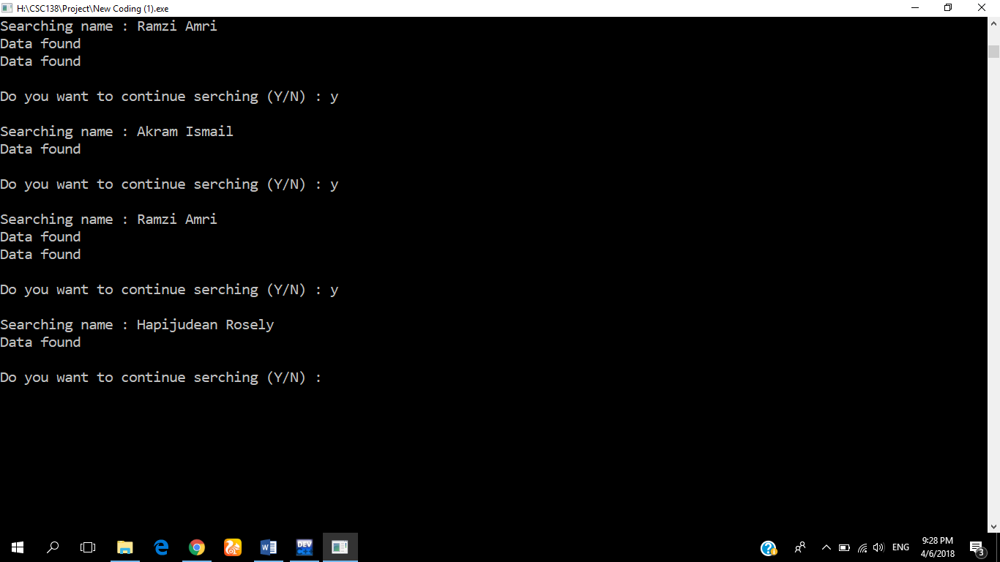 H:\CSC138\Project\New Coding (1).exe
Searching name : Ramzi Amri
Data found
Data found
Do you want to continue serching (Y/N) : y
Searching name : Akram Ismail
Data found
Do you want to continue serching (Y/N) : y
Searching name : Ramzi Amri
Data found
Data found
Do you want to continue serching (Y/N) : y
Searching name : Hapijudean Rosely
Data found
Do you want to continue serching (Y/N) :
DEV
C++
ENG
9:28 PM
4/6/2018
3